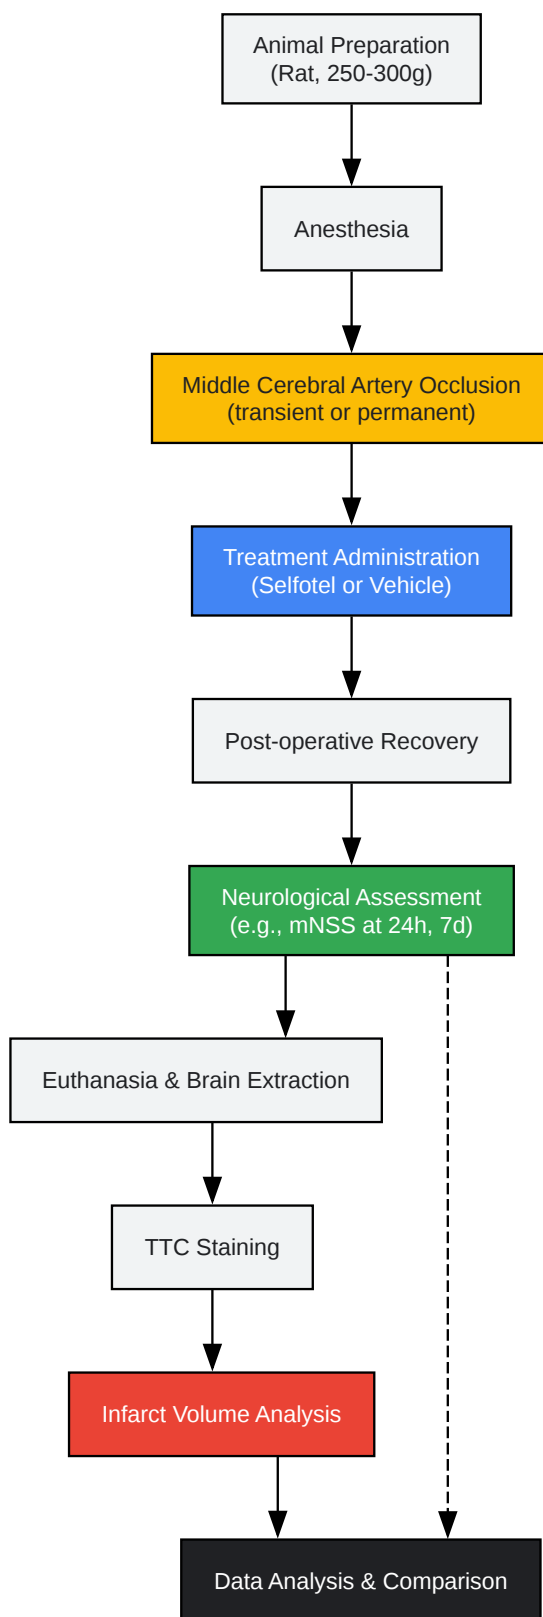 Animal Preparation
(Rat, 250-300g)
Anesthesia
Middle Cerebral Artery Occlusion
(transient or permanent)
Treatment Administration
(Selfotel or Vehicle)
Post-operative Recovery
Neurological Assessment
(e.g., mNSS at 24h, 7d)
Euthanasia & Brain Extraction
TTC Staining
Infarct Volume Analysis
Data Analysis & Comparison